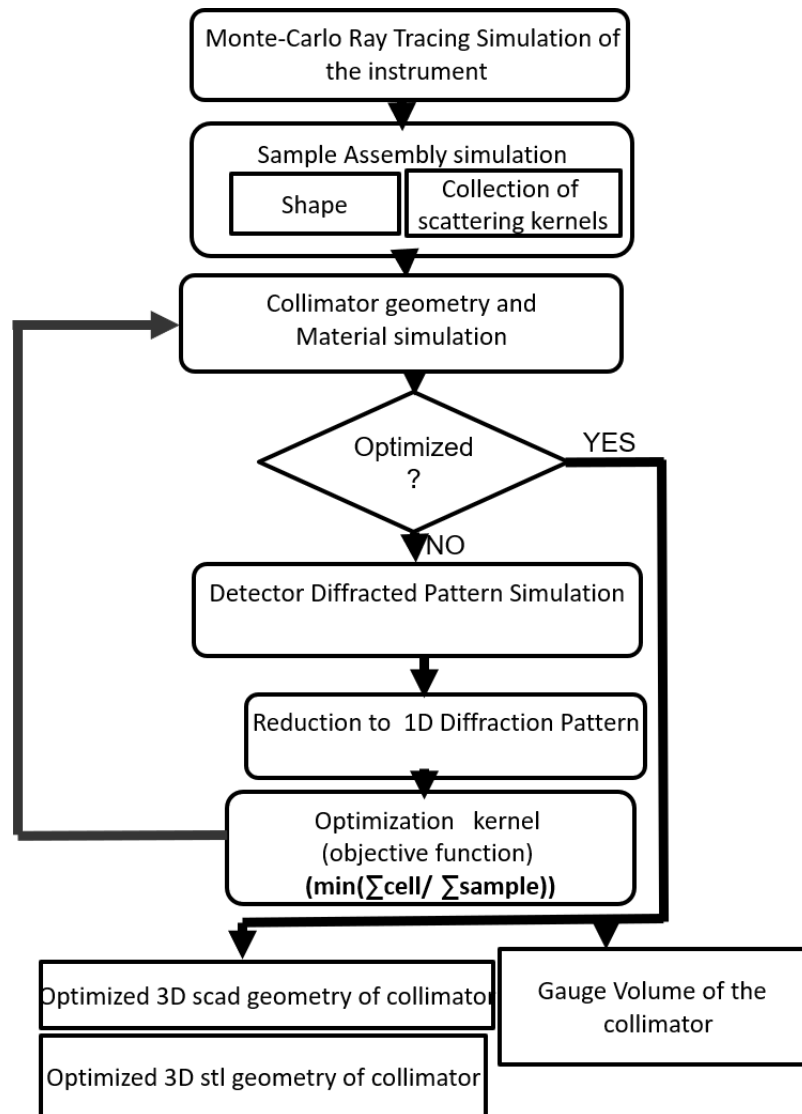 Monte-Carlo Ray Tracing Simulation of
the instrument
Sample Assembly simulation
Shape
Collection of
scattering kernels
Collimator geometry and
Material simulation
Optimized
?
YES
NO
Detector Diffracted Pattern Simulation
Reduction to 1D Diffraction Pattern
Optimization kernel
(objective function)
(min(∑cell/ ∑sample))
Optimized 3D scad geometry of collimator
Gauge Volume of the
collimator
Optimized 3D stl geometry of collimator